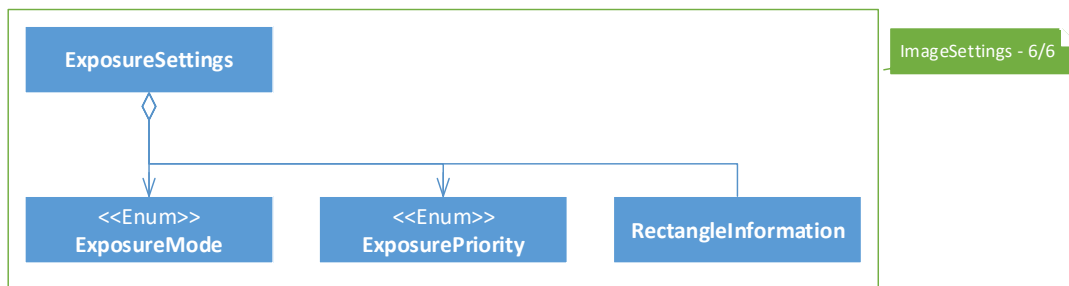 ExposureSettings
ImageSettings - 6/6
<<Enum>>
ExposureMode
<<Enum>>
ExposurePriority
RectangleInformation